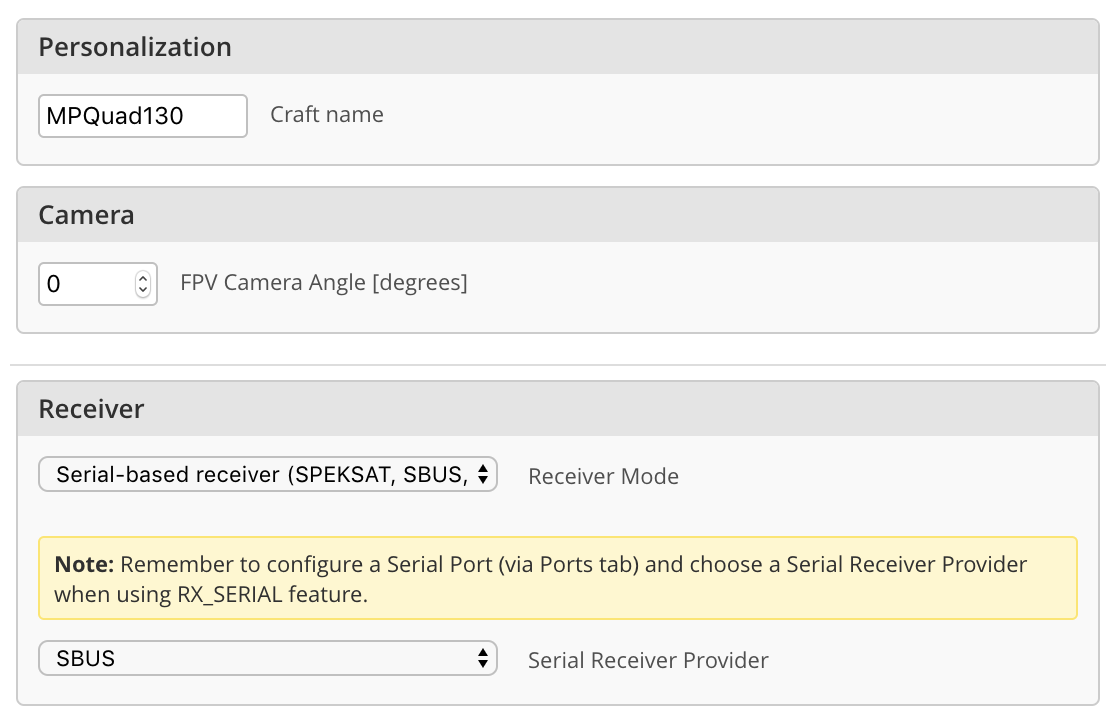 Personalization
MPQuad130 Craft name
Camera
0 FPV Camera Angle [degrees]
Receiver
Serial-based receiver (SPEKSAT, SBUS, Receiver Mode
Note: Remember to configure a Serial Port (via Ports tab) and choose a Serial Receiver Provider
when using RX_SERIAL feature.
SBUS Serial Receiver Provider